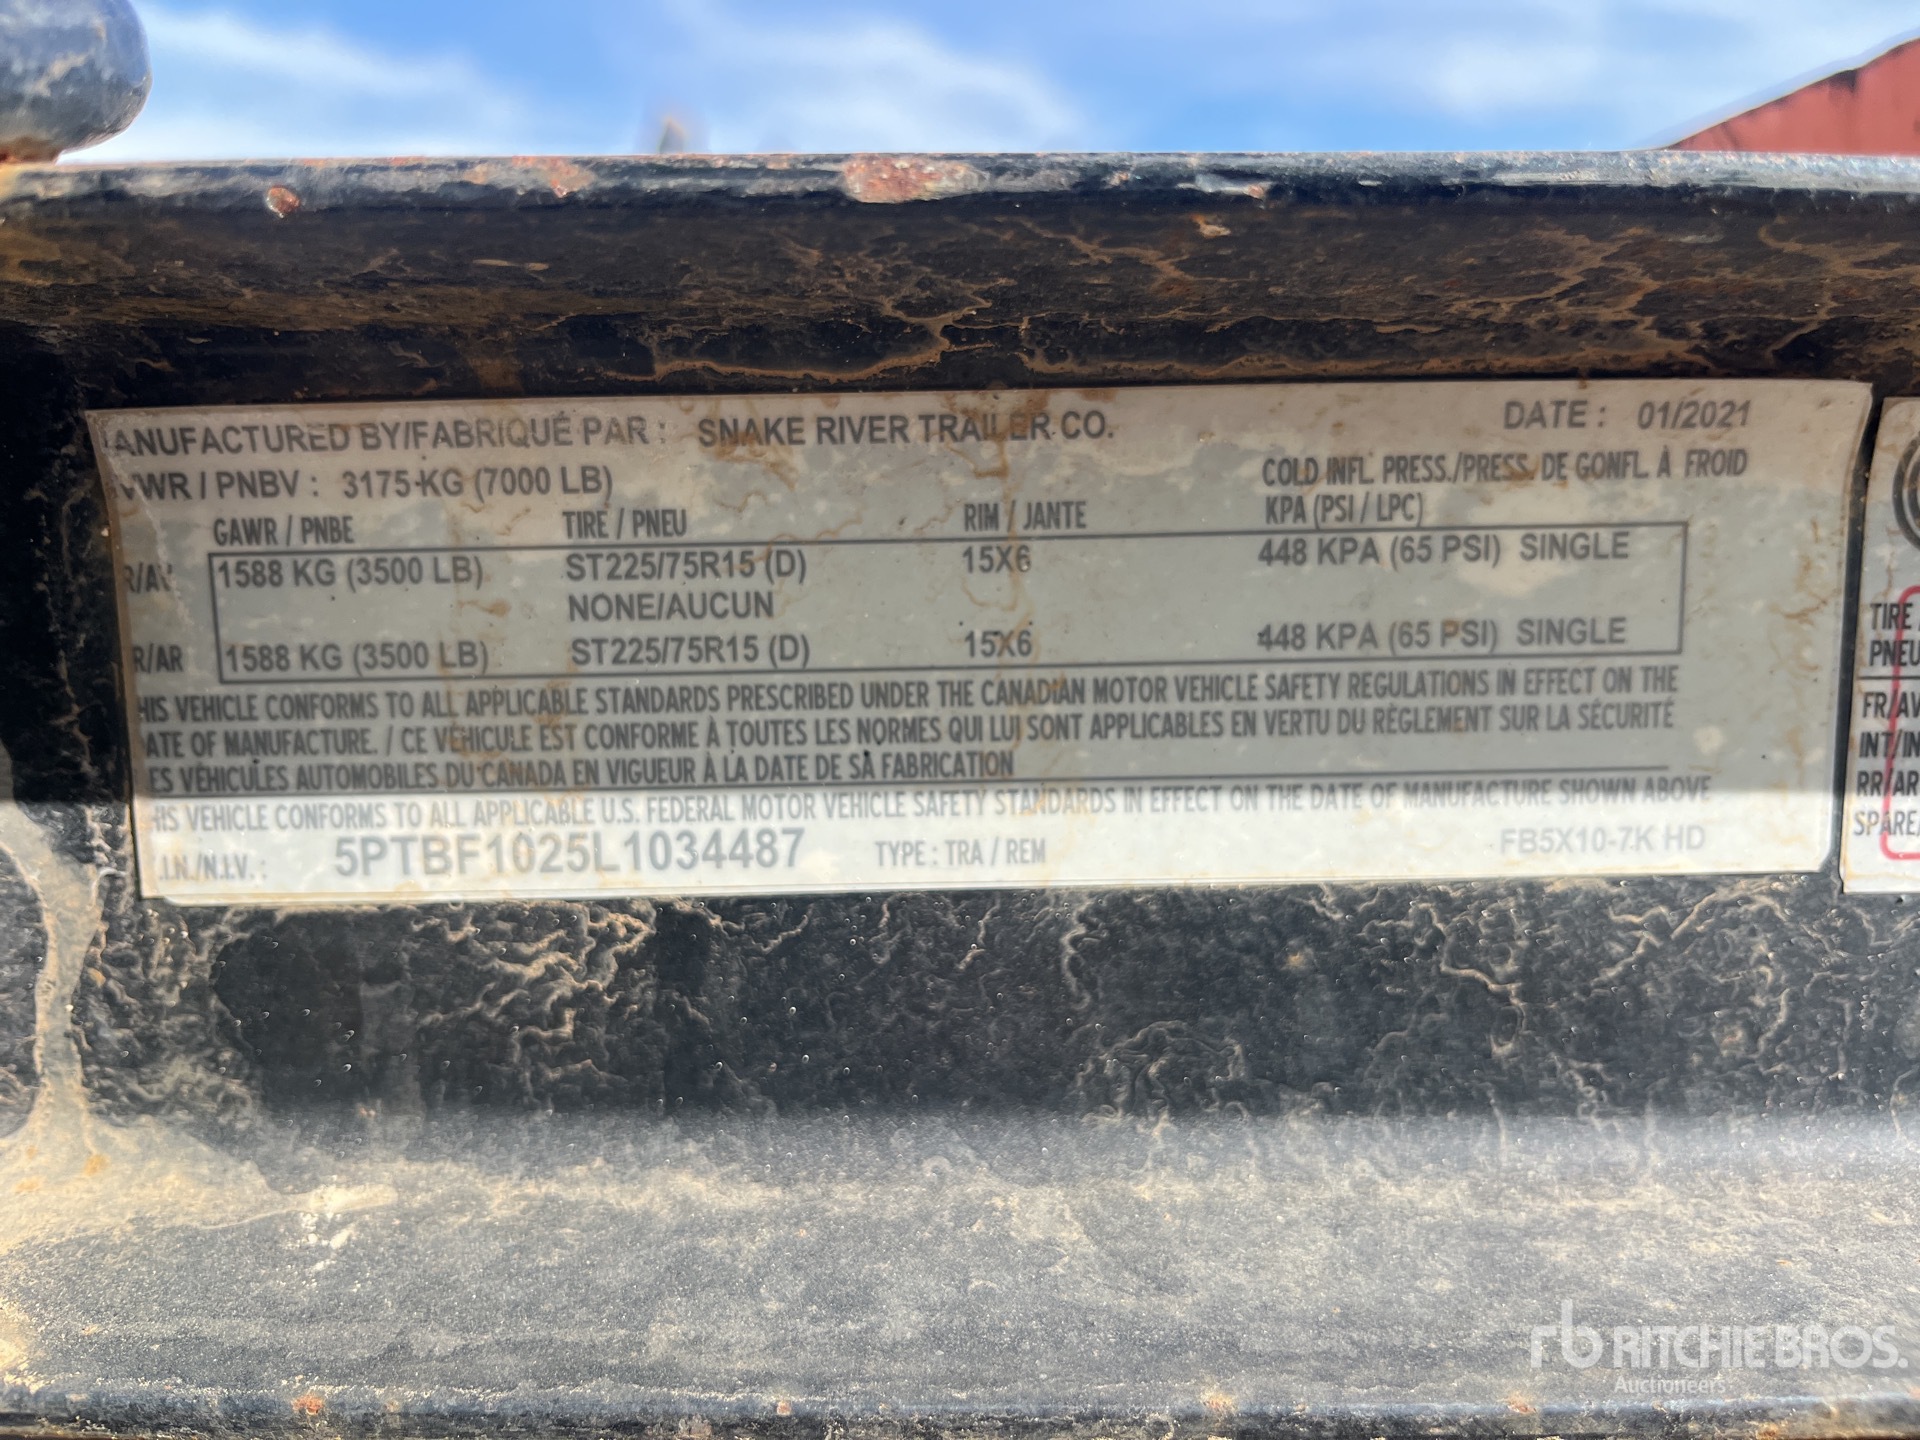 ANUFACTURED BY/FABRIQUÉ PAR : SNAKE RIVER TRAILER CO. DATE : 01/2021
VWR / PNBV : 3175 KG (7000 LB)
COLD INFL. PRESS./PRESS. DE GONFL. À FROID
GAWR / PNBE TIRE / PNEU RIM / JANTE KPA (PSI / LPC)
R/AV 1588 KG (3500 LB) ST225/75R15 (D) 15X6 448 KPA (65 PSI) SINGLE
NONE/AUCUN
R/AR 1588 KG (3500 LB) ST225/75R15 (D) 15X6 448 KPA (65 PSI) SINGLE
HIS VEHICLE CONFORMS TO ALL APPLICABLE STANDARDS PRESCRIBED UNDER THE CANADIAN MOTOR VEHICLE SAFETY REGULATIONS IN EFFECT ON THE
ATE OF MANUFACTURE. / CE VÉHICULE EST CONFORME À TOUTES LES NORMES QUI LUI SONT APPLICABLES EN VERTU DU RÈGLEMENT SUR LA SÉCURITÉ
ES VÉHICULES AUTOMOBILES DU CANADA EN VIGUEUR À LA DATE DE SA FABRICATION
HIS VEHICLE CONFORMS TO ALL APPLICABLE U.S. FEDERAL MOTOR VEHICLE SAFETY STANDARDS IN EFFECT ON THE DATE OF MANUFACTURE SHOWN ABOVE
.I.N./N.I.V. : 5PTBF1025L1034487 TYPE : TRA / REM FB5X10-7K HD
TIRE
PNEU
FR/AV
INT/IN
RR/AR
SPARE/
rb RITCHIE BROS.
Auctioneers